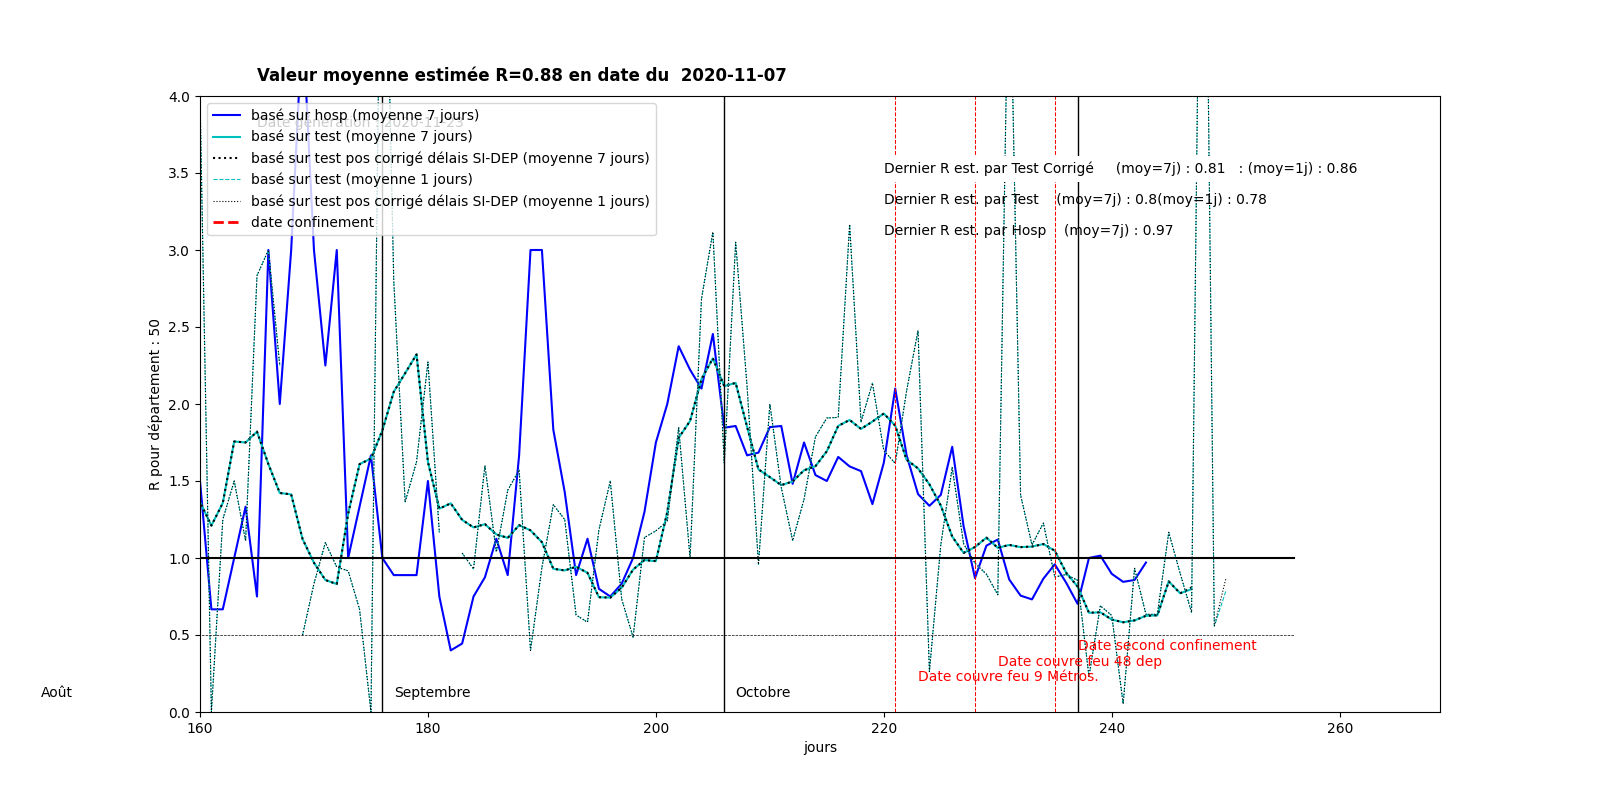 Valeur moyenne estimée R=0.88 en date du  2020-11-07
4.0
3.5
3.0
2.5
2.0
1.5
1.0
0.5
0.0
R pour département : 50
basé sur hosp (moyenne 7 jours)
Date génération : 2020-11-23
basé sur test (moyenne 7 jours)
basé sur test pos corrigé délais SI-DEP (moyenne 7 jours)
basé sur test (moyenne 1 jours)
basé sur test pos corrigé délais SI-DEP (moyenne 1 jours)
date confinement
Dernier R est. par Test Corrigé     (moy=7j) : 0.81   : (moy=1j) : 0.86
Dernier R est. par Test    (moy=7j) : 0.8(moy=1j) : 0.78
Dernier R est. par Hosp    (moy=7j) : 0.97
Date second confinement
Date couvre feu 48 dep
Date couvre feu 9 Métros.
Août
Septembre
Octobre
160
180
200
220
240
260
jours